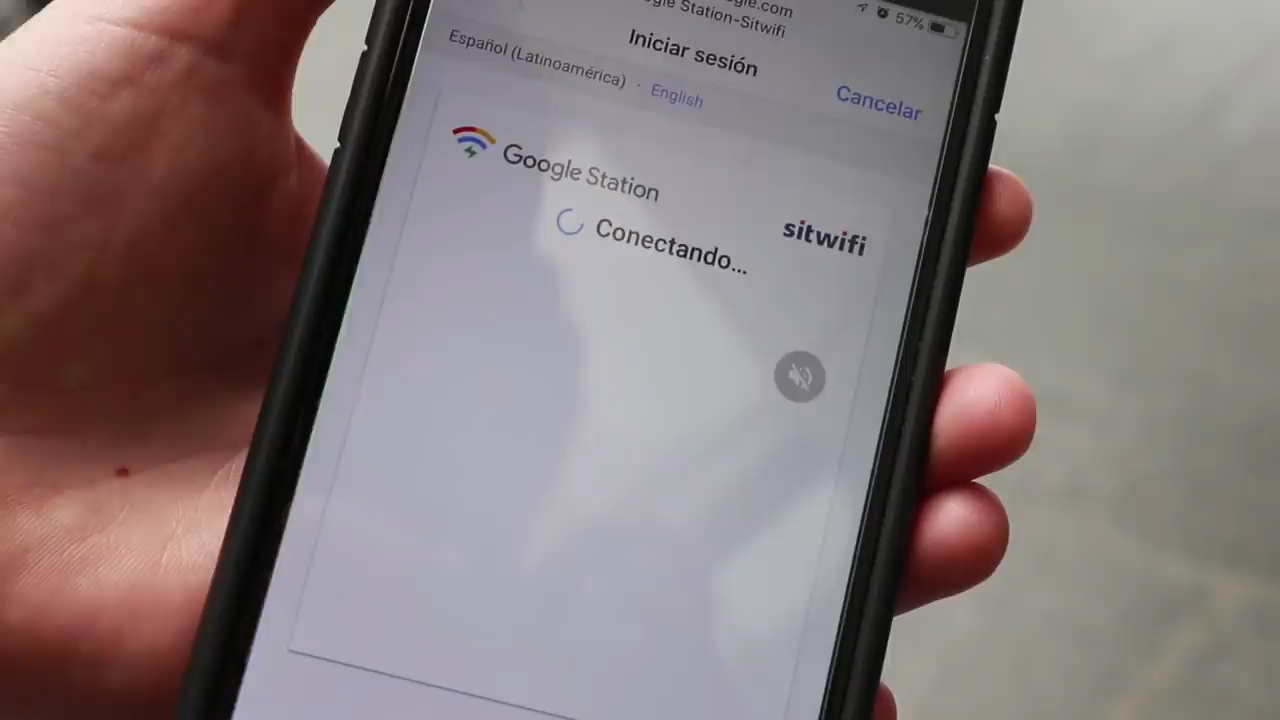 Station-Sitwifi
57%
Iniciar sesión
Cancelar
Español (Latinoamérica) · English
Google Station
sitwifi
Conectando...